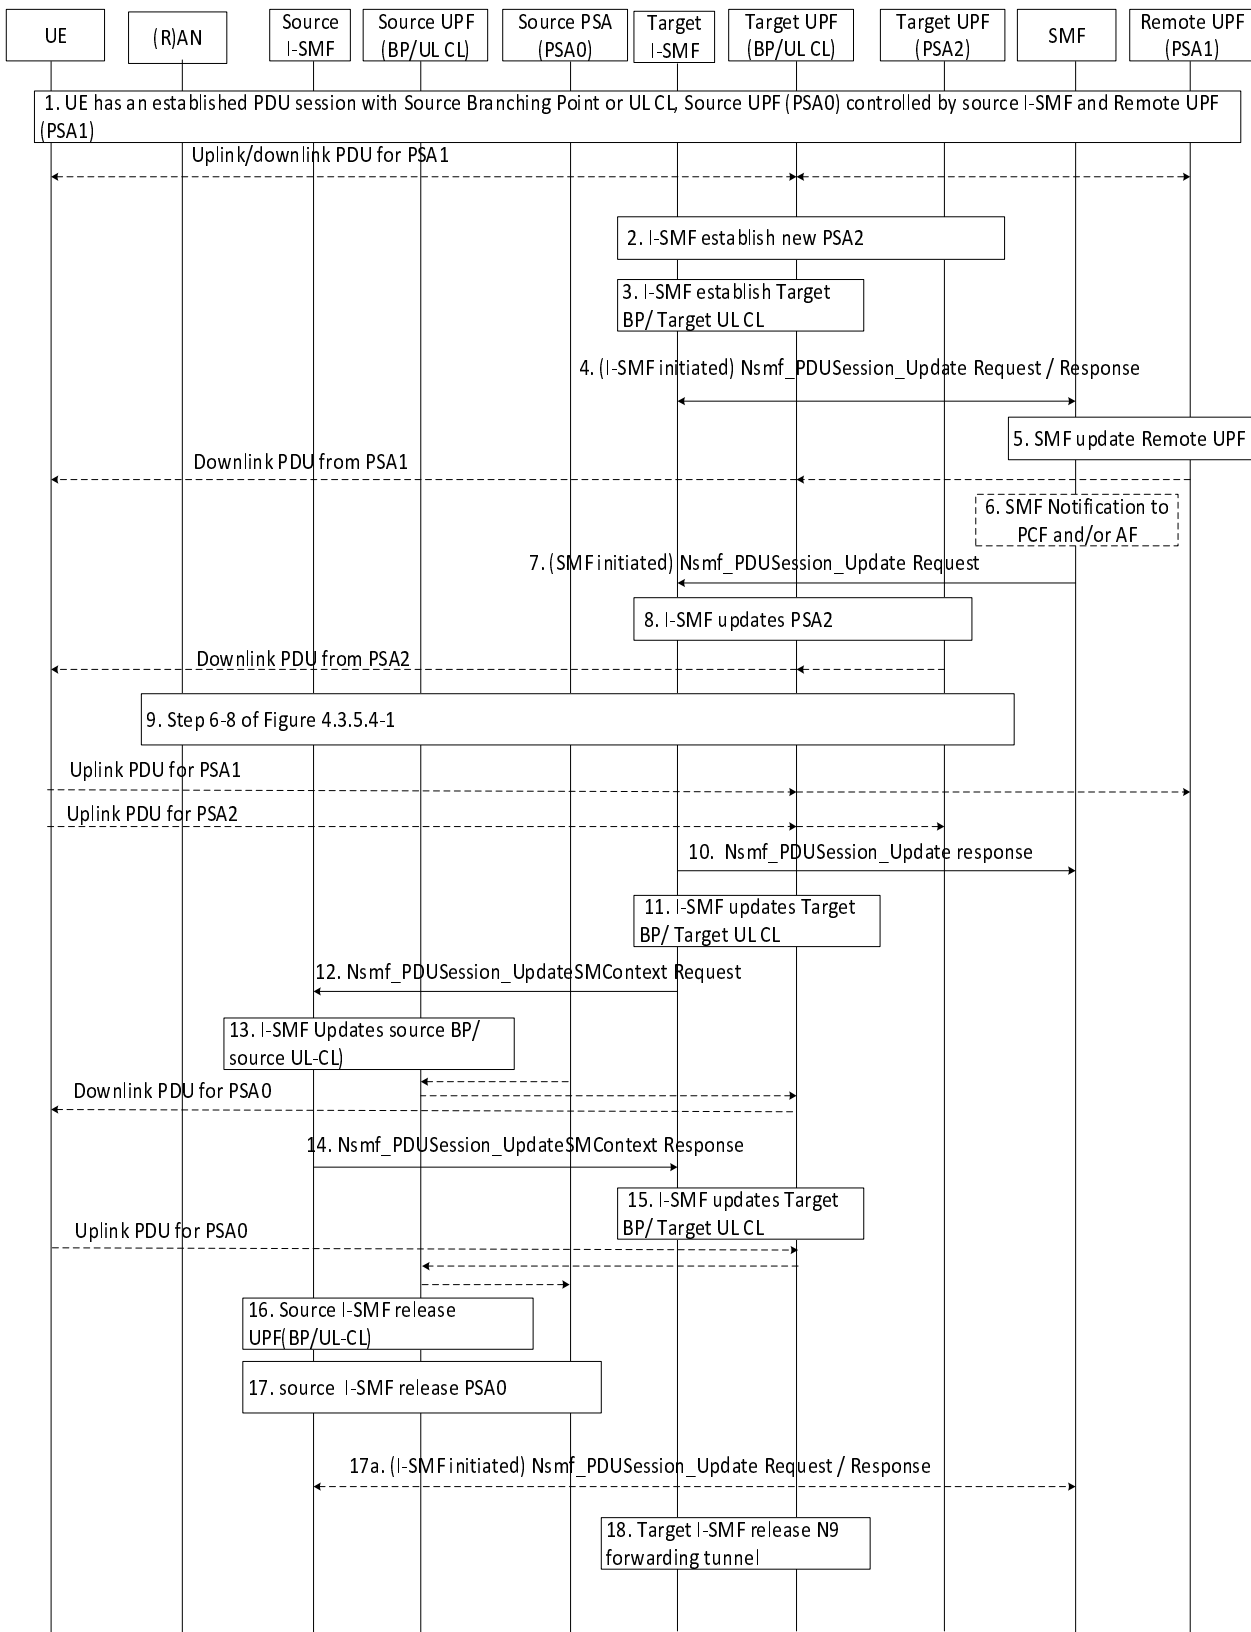 UE
(R)AN
Source
I-SMF
Source UPF
(BP/UL CL)
Source PSA
(PSA0)
Target
I-SMF
Target UPF
(BP/UL CL)
Target UPF
(PSA2)
SMF
Remote UPF
(PSA1)
1. UE has an established PDU session with Source Branching Point or UL CL, Source UPF (PSA0) controlled by source I-SMF and Remote UPF
(PSA1)
Uplink/downlink PDU for PSA1
2. I-SMF establish new PSA2
3. I-SMF establish Target
BP/ Target UL CL
4. (I-SMF initiated) Nsmf_PDUSession_Update Request / Response
5. SMF update Remote UPF
Downlink PDU from PSA1
6. SMF Notification to
PCF and/or AF
7. (SMF initiated) Nsmf_PDUSession_Update Request
8. I-SMF updates PSA2
Downlink PDU from PSA2
9. Step 6-8 of Figure 4.3.5.4-1
Uplink PDU for PSA1
Uplink PDU for PSA2
10. Nsmf_PDUSession_Update response
11. I-SMF updates Target
BP/ Target UL CL
12. Nsmf_PDUSession_UpdateSMContext Request
13. I-SMF Updates source BP/
source UL-CL)
Downlink PDU for PSA0
14. Nsmf_PDUSession_UpdateSMContext Response
15. I-SMF updates Target
BP/ Target UL CL
Uplink PDU for PSA0
16. Source I-SMF release
UPF(BP/UL-CL)
17. source I-SMF release PSA0
17a. (I-SMF initiated) Nsmf_PDUSession_Update Request / Response
18. Target I-SMF release N9
forwarding tunnel